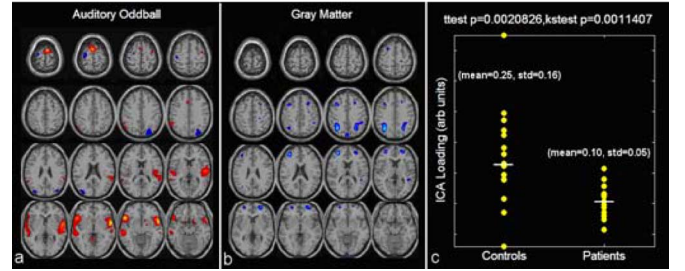 Auditory Oddball
a
Gray Matter
b
ttest p=0.0020826,kstest p=0.0011407
ICA Loading (arb units)
(mean=0.25, std=0.16)
(mean=0.10, std=0.05)
Controls
Patients
c